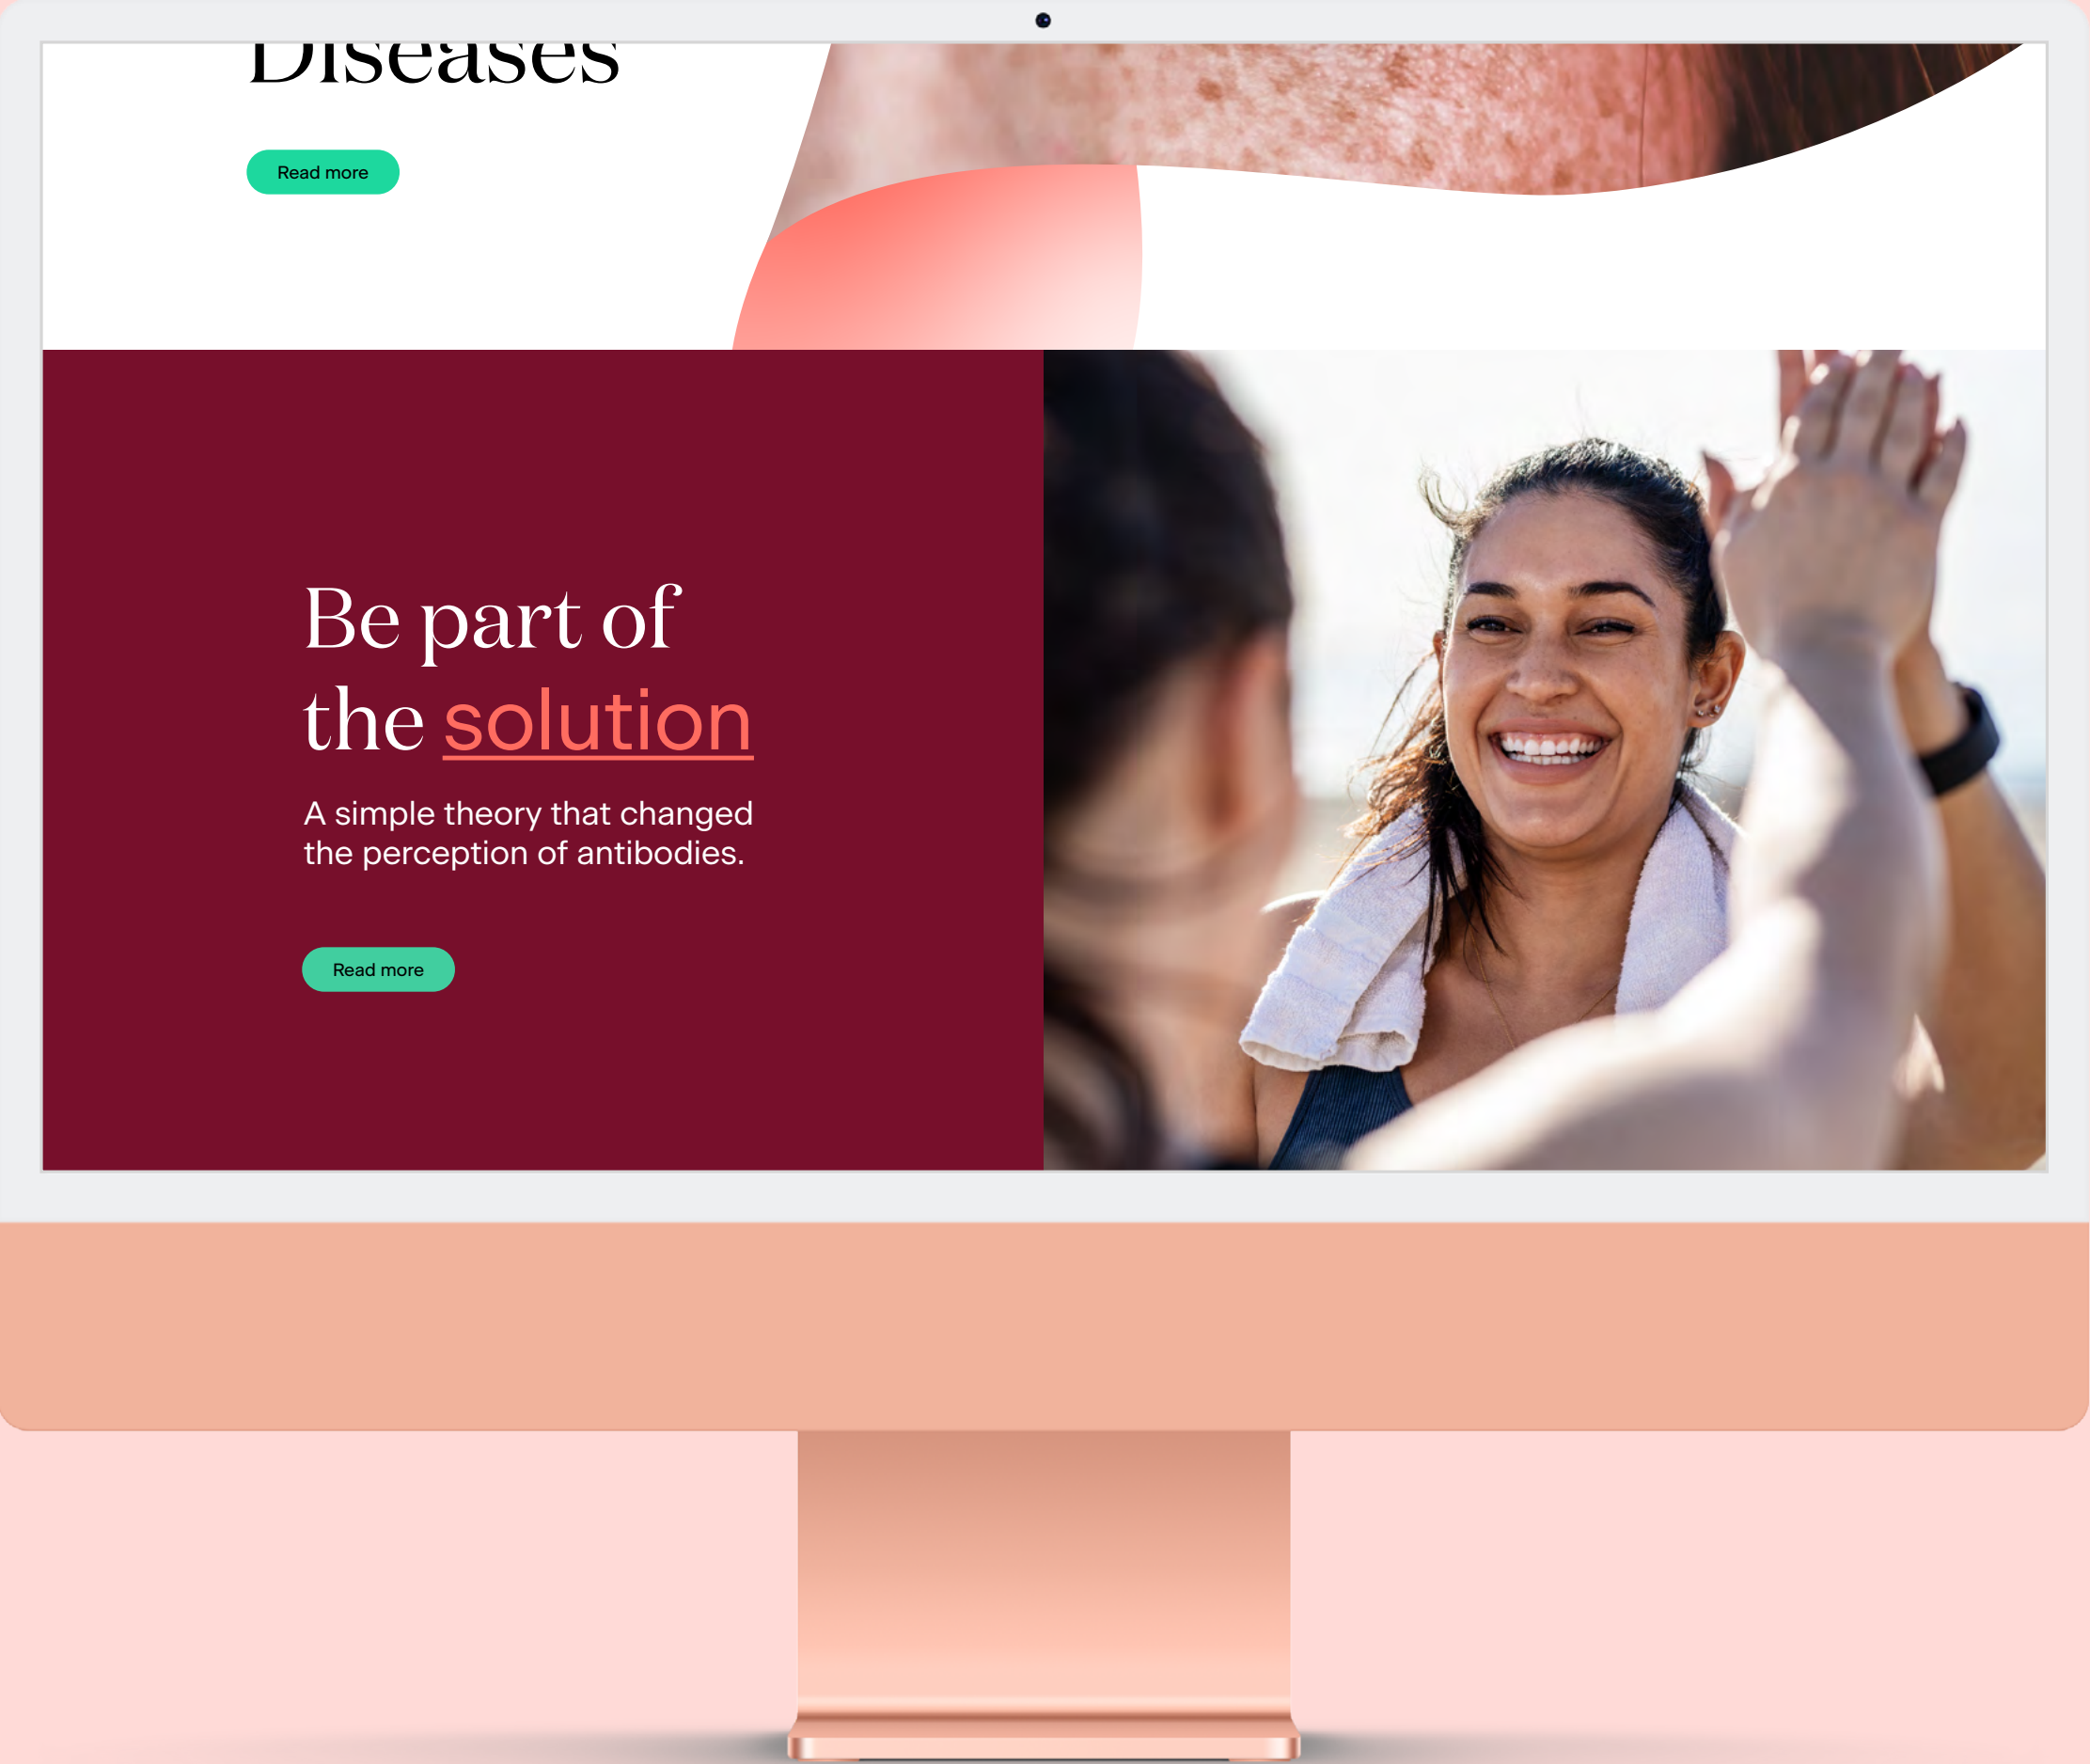 Diseases
Read more
Be part of
the solution
A simple theory that changed
the perception of antibodies.
Read more